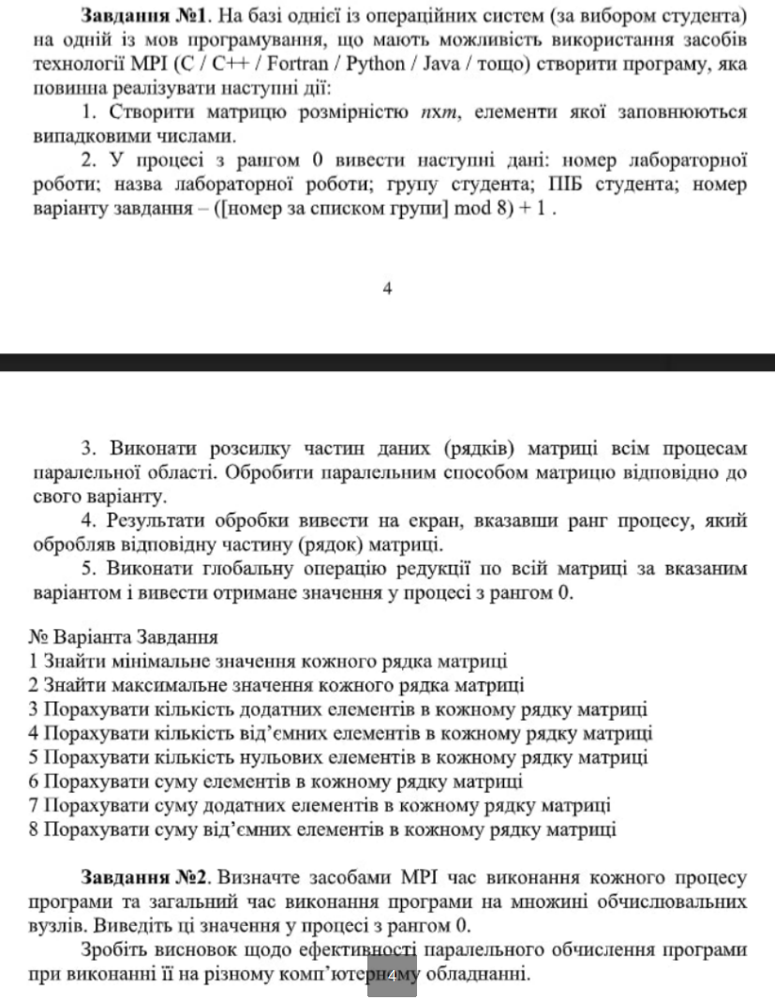 Завдання №1. На базі однієї із операційних систем (за вибором студента)
на одній із мов програмування, що мають можливість використання засобів
технології MPI (C / C++ / Fortran / Python / Java / тощо) створити програму, яка
повинна реалізувати наступні дії:
1. Створити матрицю розмірністю nxm, елементи якої заповнюються
випадковими числами.
2. У процесі з рангом 0 вивести наступні дані: номер лабораторної
роботи; назва лабораторної роботи; групу студента; ПІБ студента; номер
варіанту завдання – ([номер за списком групи] mod 8) + 1 .
4
3. Виконати розсилку частин даних (рядків) матриці всім процесам
паралельної області. Обробити паралельним способом матрицю відповідно до
свого варіанту.
4. Результати обробки вивести на екран, вказавши ранг процесу, який
обробляв відповідну частину (рядок) матриці.
5. Виконати глобальну операцію редукції по всій матриці за вказаним
варіантом і вивести отримане значення у процесі з рангом 0.
№ Варіанта Завдання
1 Знайти мінімальне значення кожного рядка матриці
2 Знайти максимальне значення кожного рядка матриці
3 Порахувати кількість додатних елементів в кожному рядку матриці
4 Порахувати кількість від’ємних елементів в кожному рядку матриці
5 Порахувати кількість нульових елементів в кожному рядку матриці
6 Порахувати суму елементів в кожному рядку матриці
7 Порахувати суму додатних елементів в кожному рядку матриці
8 Порахувати суму від’ємних елементів в кожному рядку матриці
Завдання №2. Визначте засобами MPI час виконання кожного процесу
програми та загальний час виконання програми на множині обчислювальних
вузлів. Виведіть ці значення у процесі з рангом 0.
Зробіть висновок щодо ефективності паралельного обчислення програми
при виконанні її на різному комп’ютерному обладнанні.
4